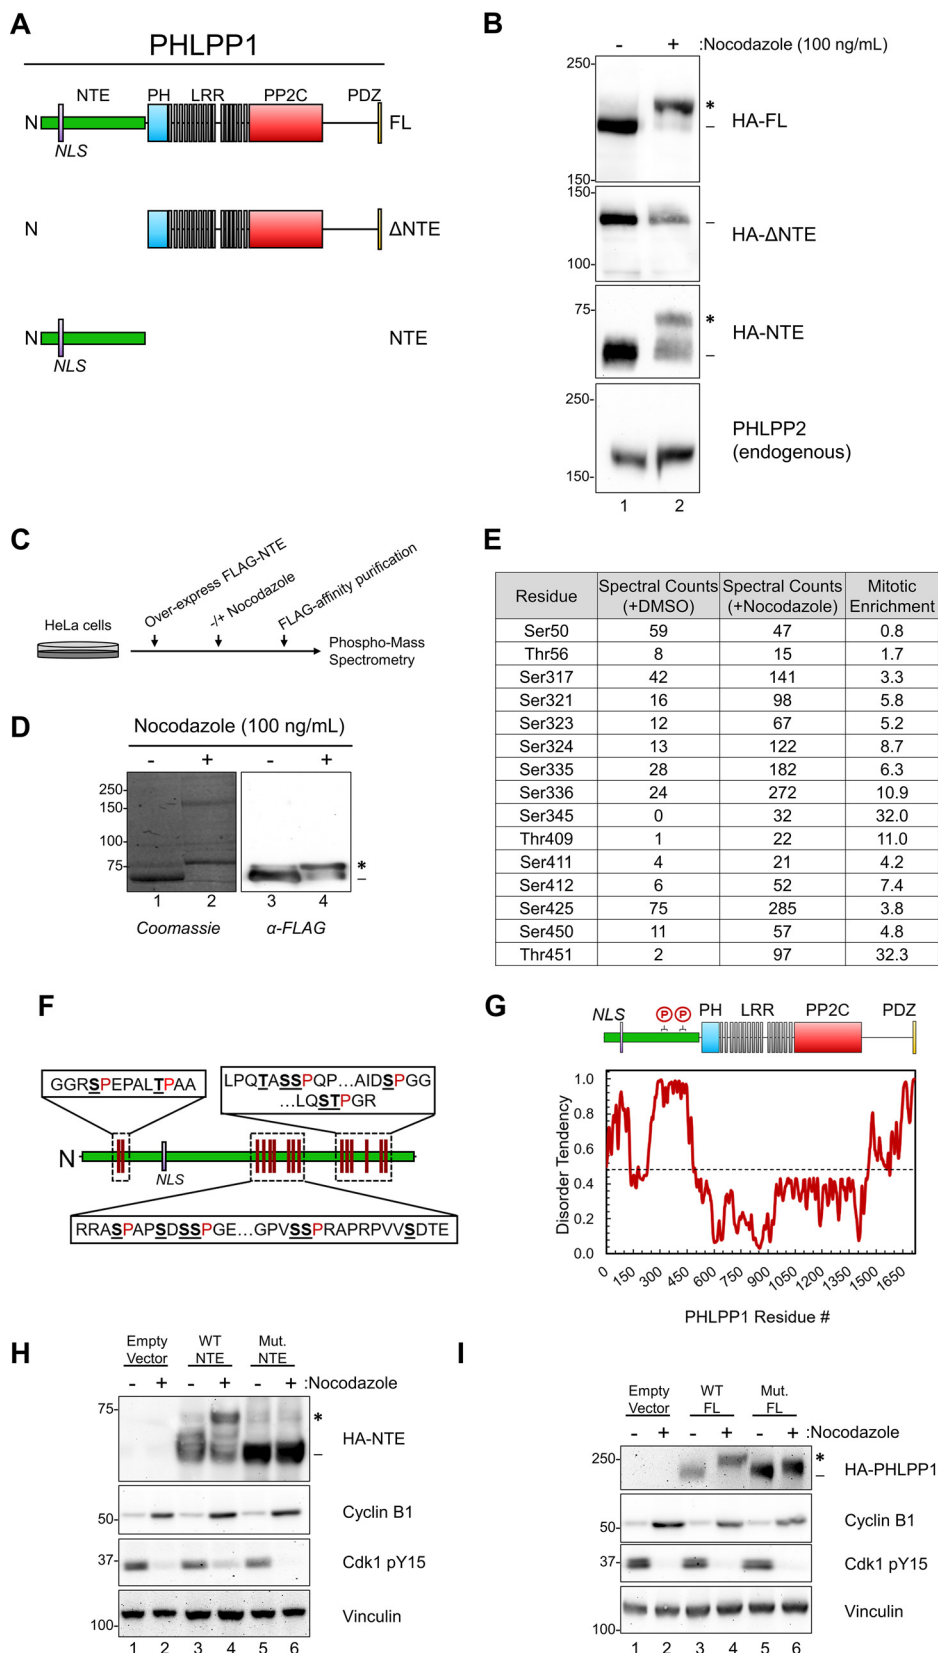 A
PHLPP1
NTE PH LRR PP2C PDZ
N FL
NLS
N ΔNTE
N NTE
NLS
B
- + :Nocodazole (100 ng/mL)
250-
* 
– HA-FL
150-
150-
– HA-ΔNTE
100-
75-
*
HA-NTE
–
250-
PHLPP2
(endogenous)
150-
1 2
C
Over-express FLAG-NTE
-/+ Nocodazole
FLAG-affinity purification
HeLa cells
Phospho-Mass
Spectrometry
D
Nocodazole (100 ng/mL)
- + - +
250-
150-
100-
75-
*
–
1 2 3 4
Coomassie α-FLAG
E
Residue Spectral Counts (+DMSO) Spectral Counts (+Nocodazole) Mitotic Enrichment
Ser50 59 47 0.8
Thr56 8 15 1.7
Ser317 42 141 3.3
Ser321 16 98 5.8
Ser323 12 67 5.2
Ser324 13 122 8.7
Ser335 28 182 6.3
Ser336 24 272 10.9
Ser345 0 32 32.0
Thr409 1 22 11.0
Ser411 4 21 4.2
Ser412 6 52 7.4
Ser425 75 285 3.8
Ser450 11 57 4.8
Thr451 2 97 32.3
F
GGRSPEPALTPAA
LPQTASSPQP...AIDSPGG
...LQSTPGR
N
NLS
RRASPAPSDSSPGE...GPVSSPRAPRPVVSDTE
G
NLS P P PH LRR PP2C PDZ
Disorder Tendency
1.0
0.8
0.6
0.4
0.2
0.0
0 150 300 450 600 750 900 1050 1200 1350 1500 1650
PHLPP1 Residue #
H
Empty Vector WT NTE Mut. NTE
- + - + - + :Nocodazole
75-
*
HA-NTE
–
50- Cyclin B1
37- Cdk1 pY15
Vinculin
100-
1 2 3 4 5 6
I
Empty Vector WT FL Mut. FL
- + - + - + :Nocodazole
250- *
– HA-PHLPP1
Cyclin B1
50-
37- Cdk1 pY15
Vinculin
100-
1 2 3 4 5 6